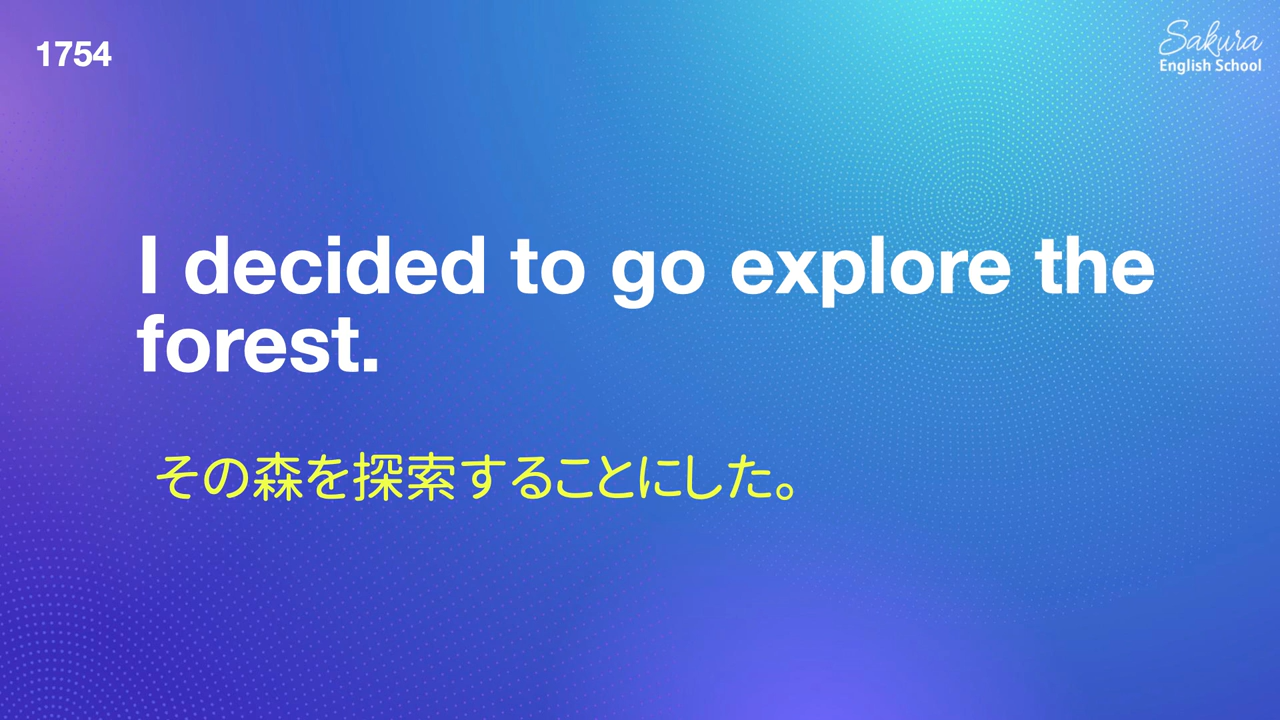 1754
Sakura
English School
I decided to go explore the
forest.
その森を探索することにした。